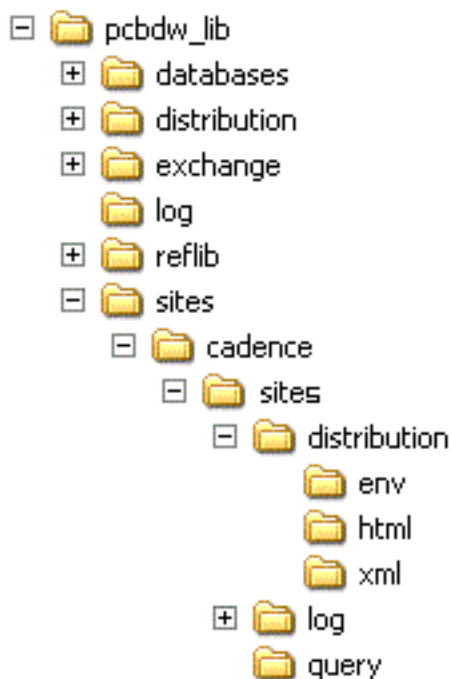 pcbdw_lib
databases
distribution
exchange
log
reflib
sites
cadence
sites
distribution
env
html
xml
log
query